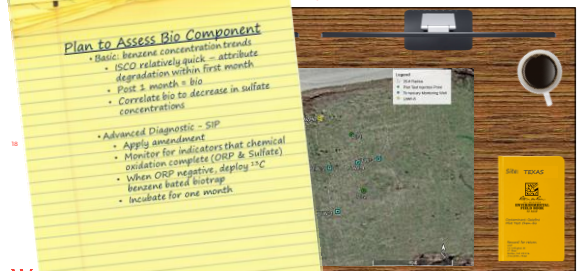 Plan to Assess Bio Component
• Basic: benzene concentration trends
• ISCO relatively quick – attribute
degradation within first month
• Post 1 month = bio
• Correlate bio to decrease in sulfate
concentrations
• Advanced Diagnostic - SIP
• Apply amendment
• Monitor for indicators that chemical
oxidation complete (ORP & Sulfate)
• When ORP negative, deploy ¹³C
benzene bated biotrap
• Incubate for one month
Legend
Site: TEXAS
ENVIRONMENTAL
FIELD BOOK